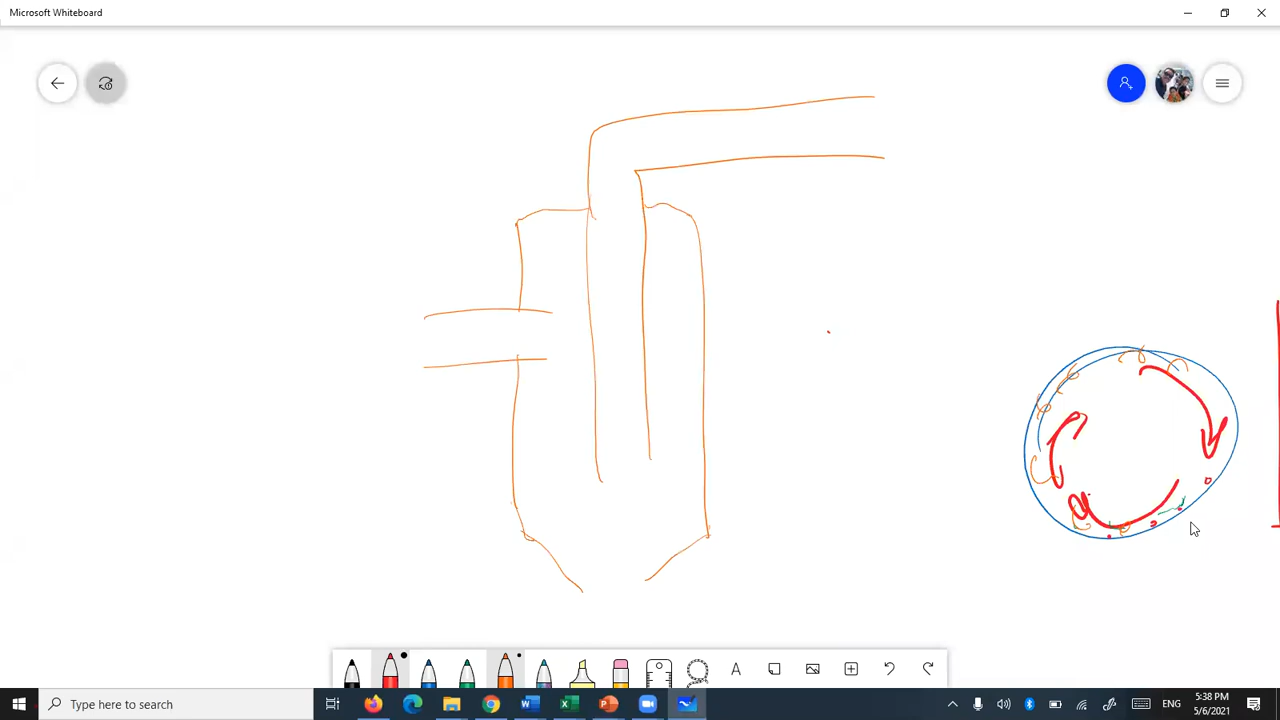 Microsoft Whiteboard
A
Type here to search
ENG
5:38 PM
5/6/2021